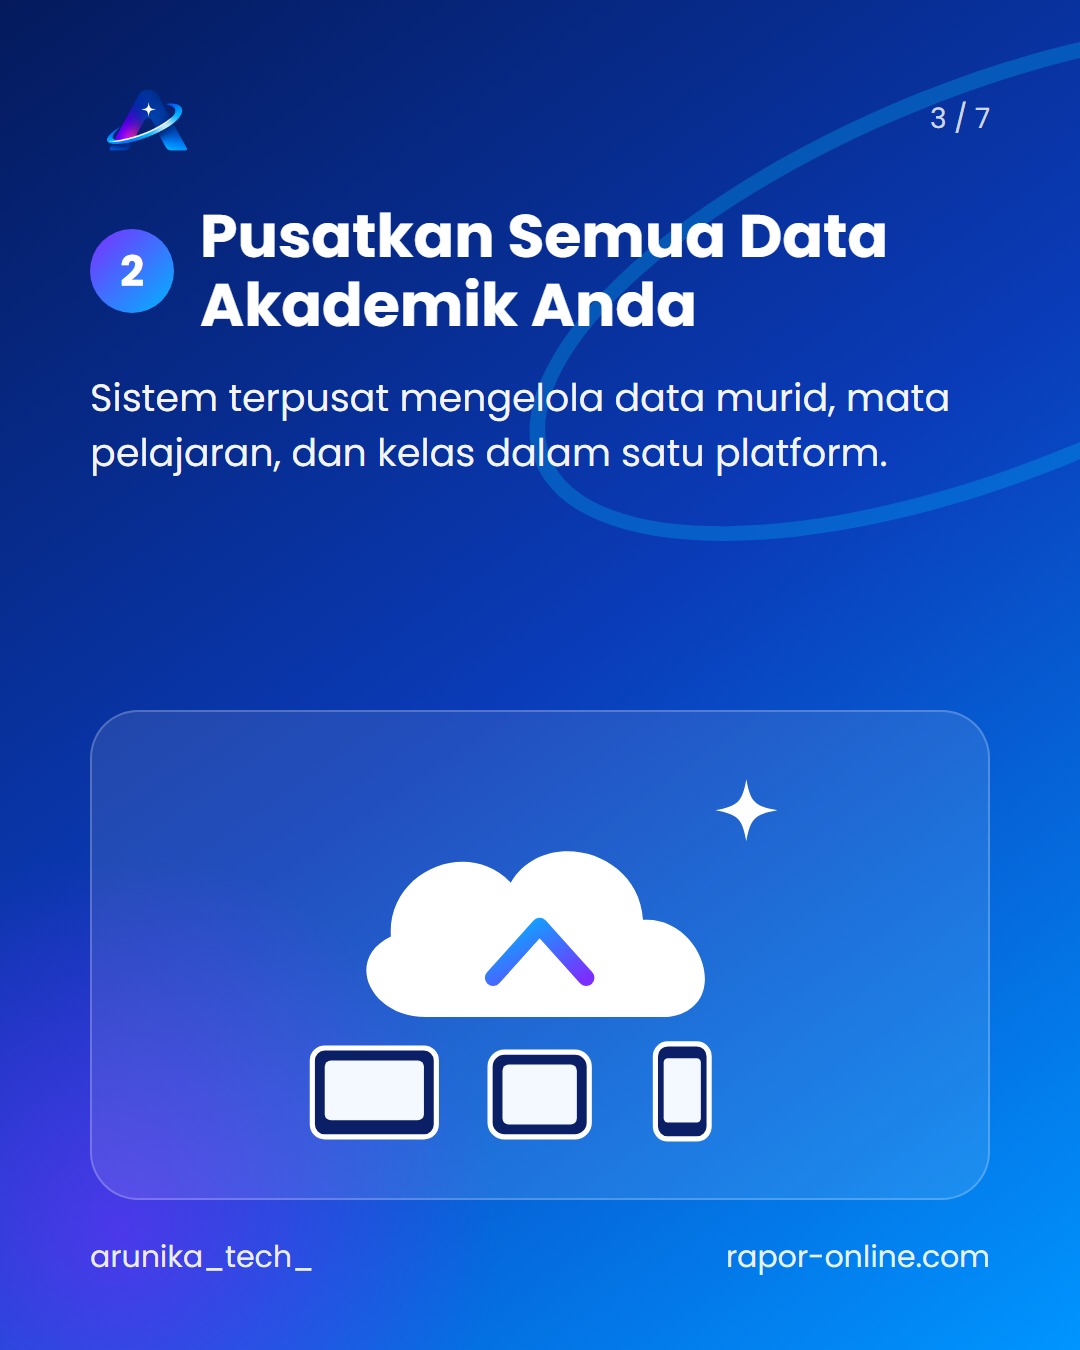 3 / 7
2
Pusatkan Semua Data
Akademik Anda
Sistem terpusat mengelola data murid, mata
pelajaran, dan kelas dalam satu platform.
arunika_tech_
rapor-online.com